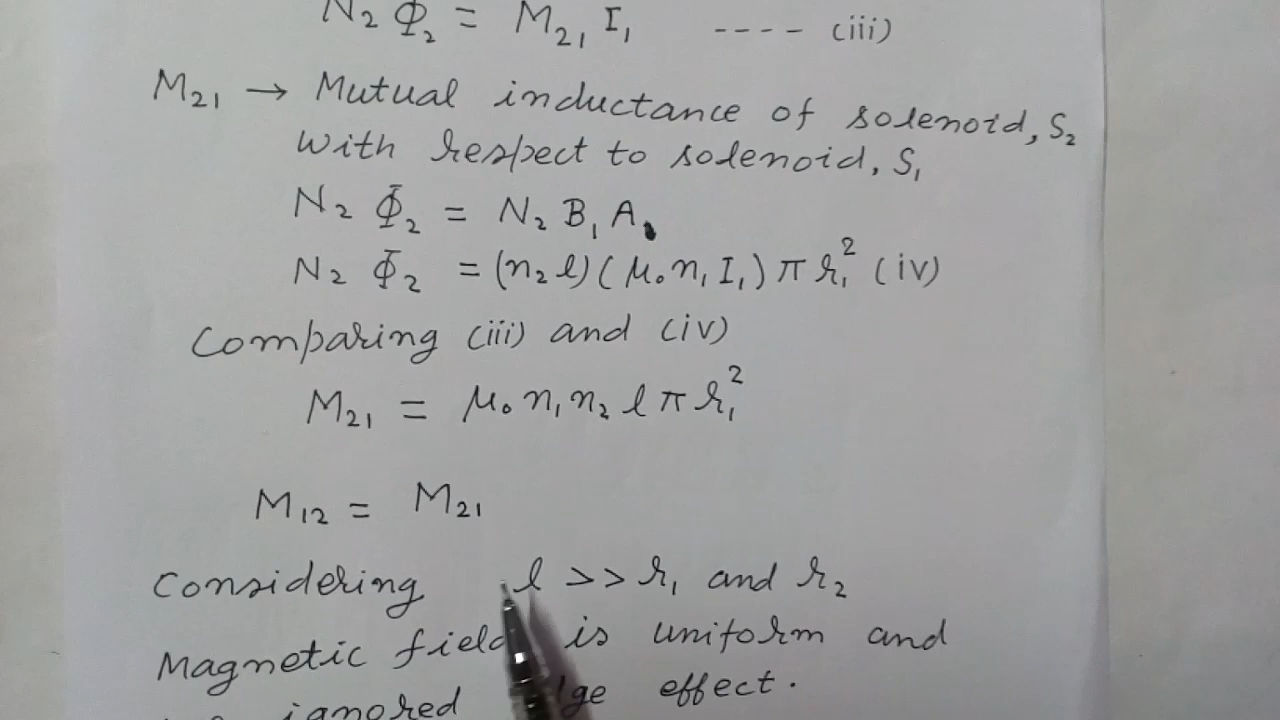 N₂ Φ₂ = M₂₁ I₁ ---- (iii)
M₂₁ → Mutual inductance of solenoid, S₂
with respect to solenoid, S₁
N₂ Φ₂ = N₂ B₁ A₁
N₂ Φ₂ = (n₂ l) (μ₀ n₁ I₁) π r₁² (iv)
Comparing (iii) and (iv)
M₂₁ = μ₀ n₁ n₂ l π r₁²
M₁₂ = M₂₁
Considering l >> r₁ and r₂
Magnetic field is uniform and
ignored effect.